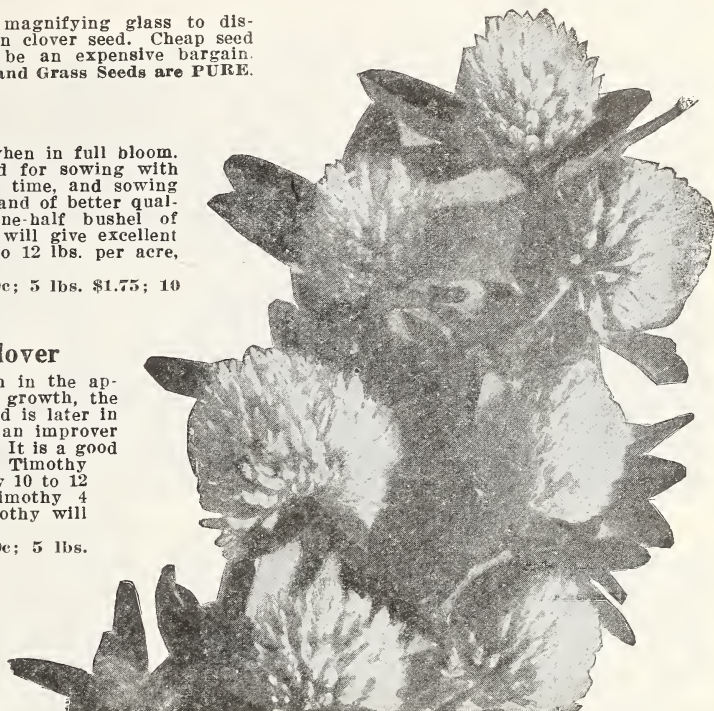 magnifying glass to dis-
n clover seed. Cheap seed
be an expensive bargain.
and Grass Seeds are PURE.
hen in full bloom.
d for sowing with
time, and sowing
and of better qual-
ne-half bushel of
will give excellent
o 12 lbs. per acre,
c; 5 lbs. $1.75; 10
lover
n in the ap-
growth, the
d is later in
an improver
It is a good
Timothy
y 10 to 12
imothy 4
othy will
c; 5 lbs.